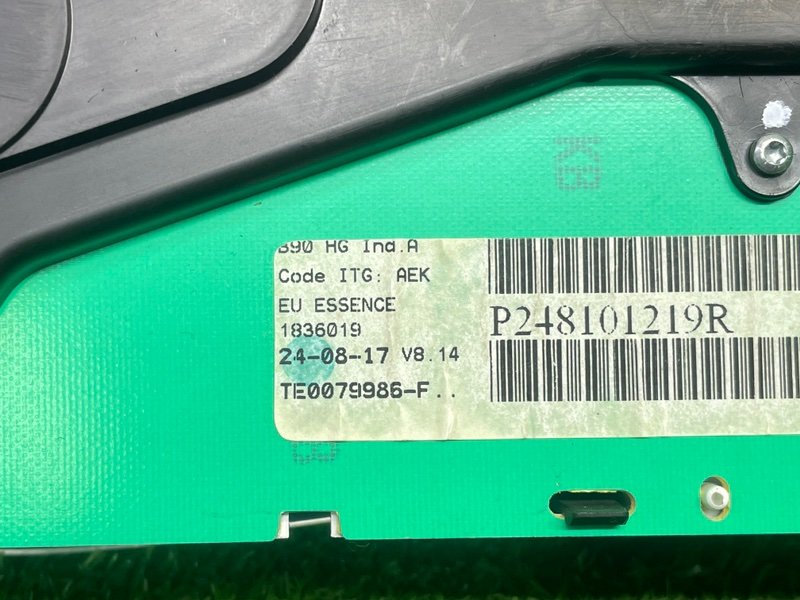 B90 HG Ind.A
Code ITG: AEK
EU ESSENCE
1836019
24-08-17 V8.14
TE0079986-F..
P248101219R